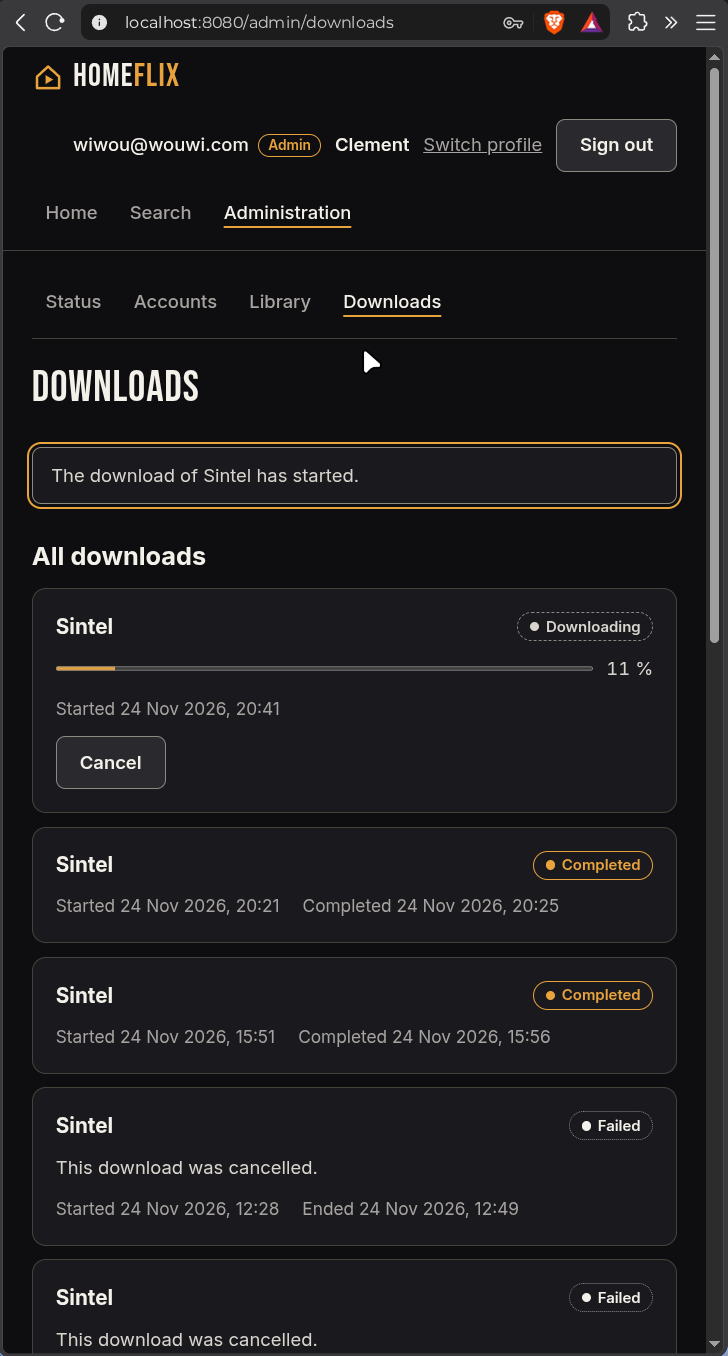 localhost:8080/admin/downloads
HOMEFLIX
wiwou@wouwi.com Admin Clement Switch profile Sign out
Home Search Administration
Status Accounts Library Downloads
DOWNLOADS
The download of Sintel has started.
All downloads
Sintel Downloading
11 %
Started 24 Nov 2026, 20:41
Cancel
Sintel Completed
Started 24 Nov 2026, 20:21 Completed 24 Nov 2026, 20:25
Sintel Completed
Started 24 Nov 2026, 15:51 Completed 24 Nov 2026, 15:56
Sintel Failed
This download was cancelled.
Started 24 Nov 2026, 12:28 Ended 24 Nov 2026, 12:49
Sintel Failed
This download was cancelled.